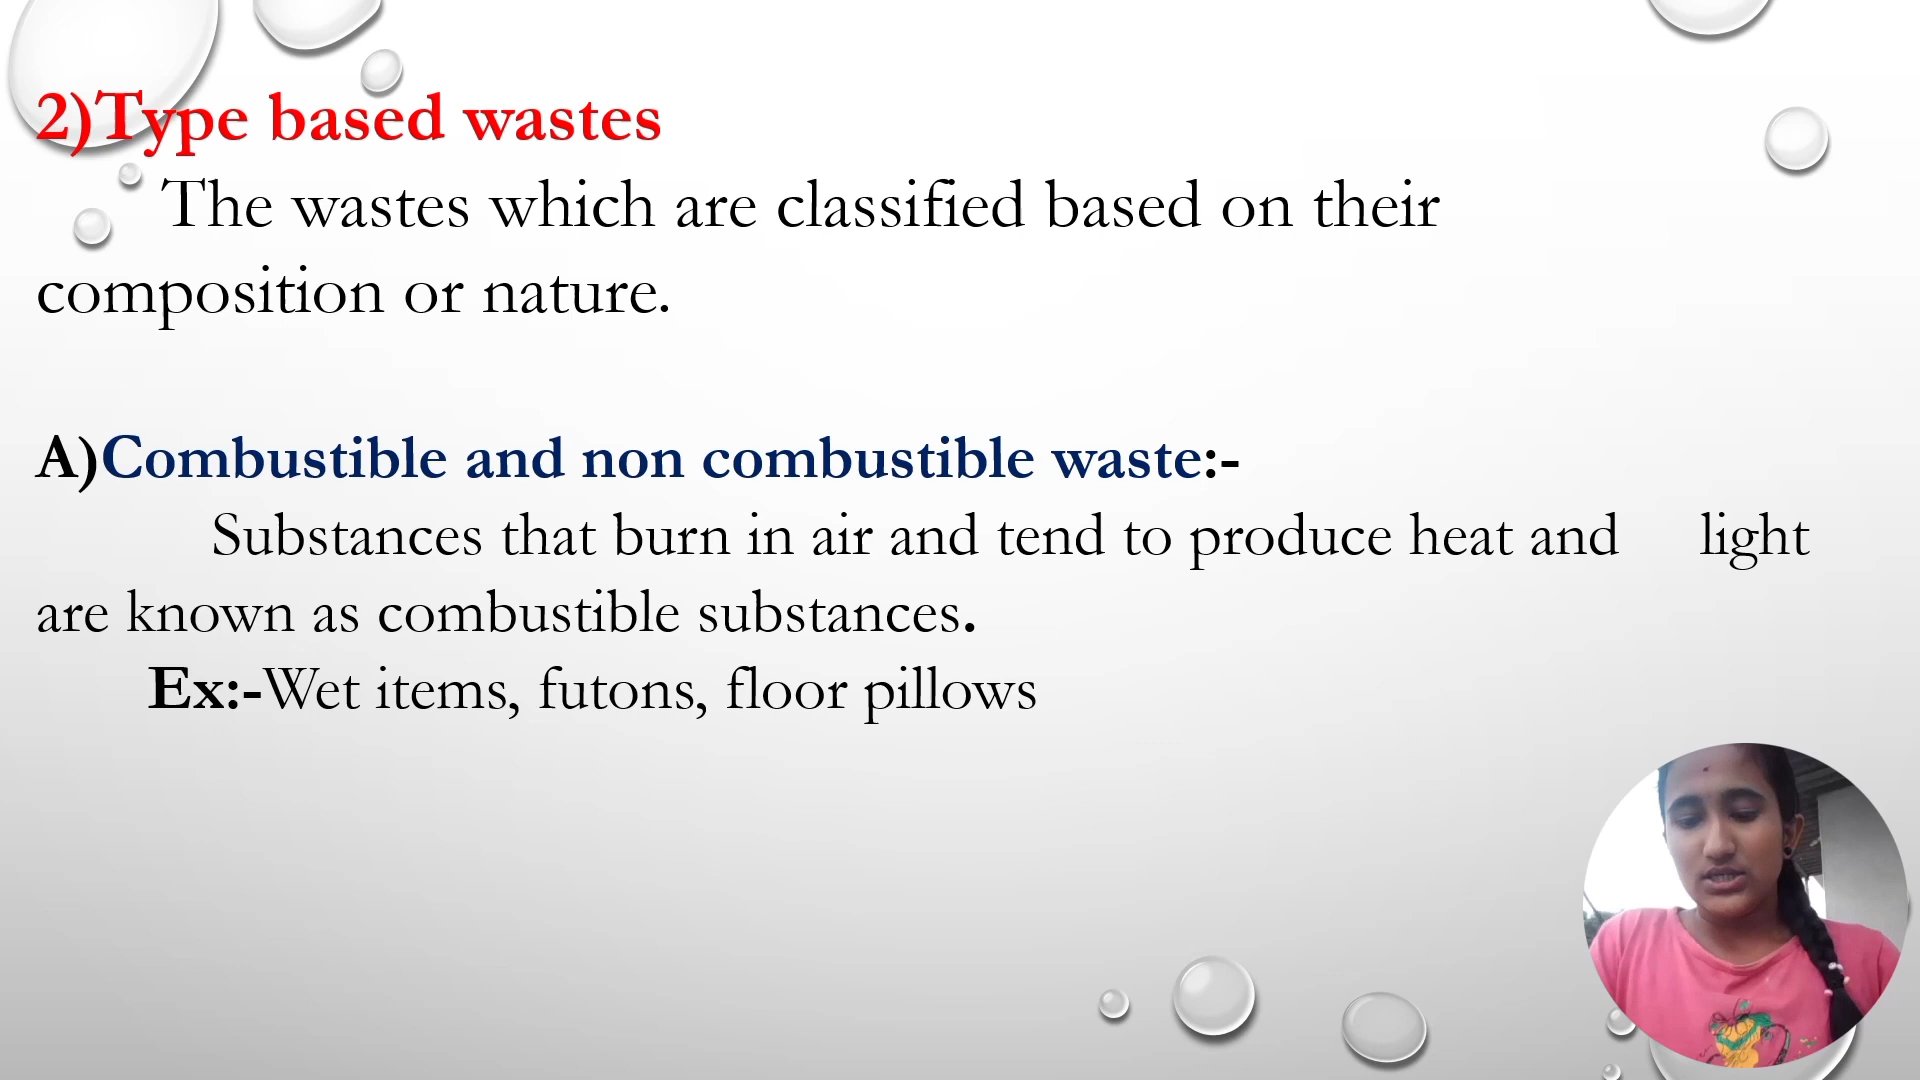 2)Type based wastes
The wastes which are classified based on their
composition or nature.
A)Combustible and non combustible waste:-
Substances that burn in air and tend to produce heat and light
are known as combustible substances.
Ex:-Wet items, futons, floor pillows